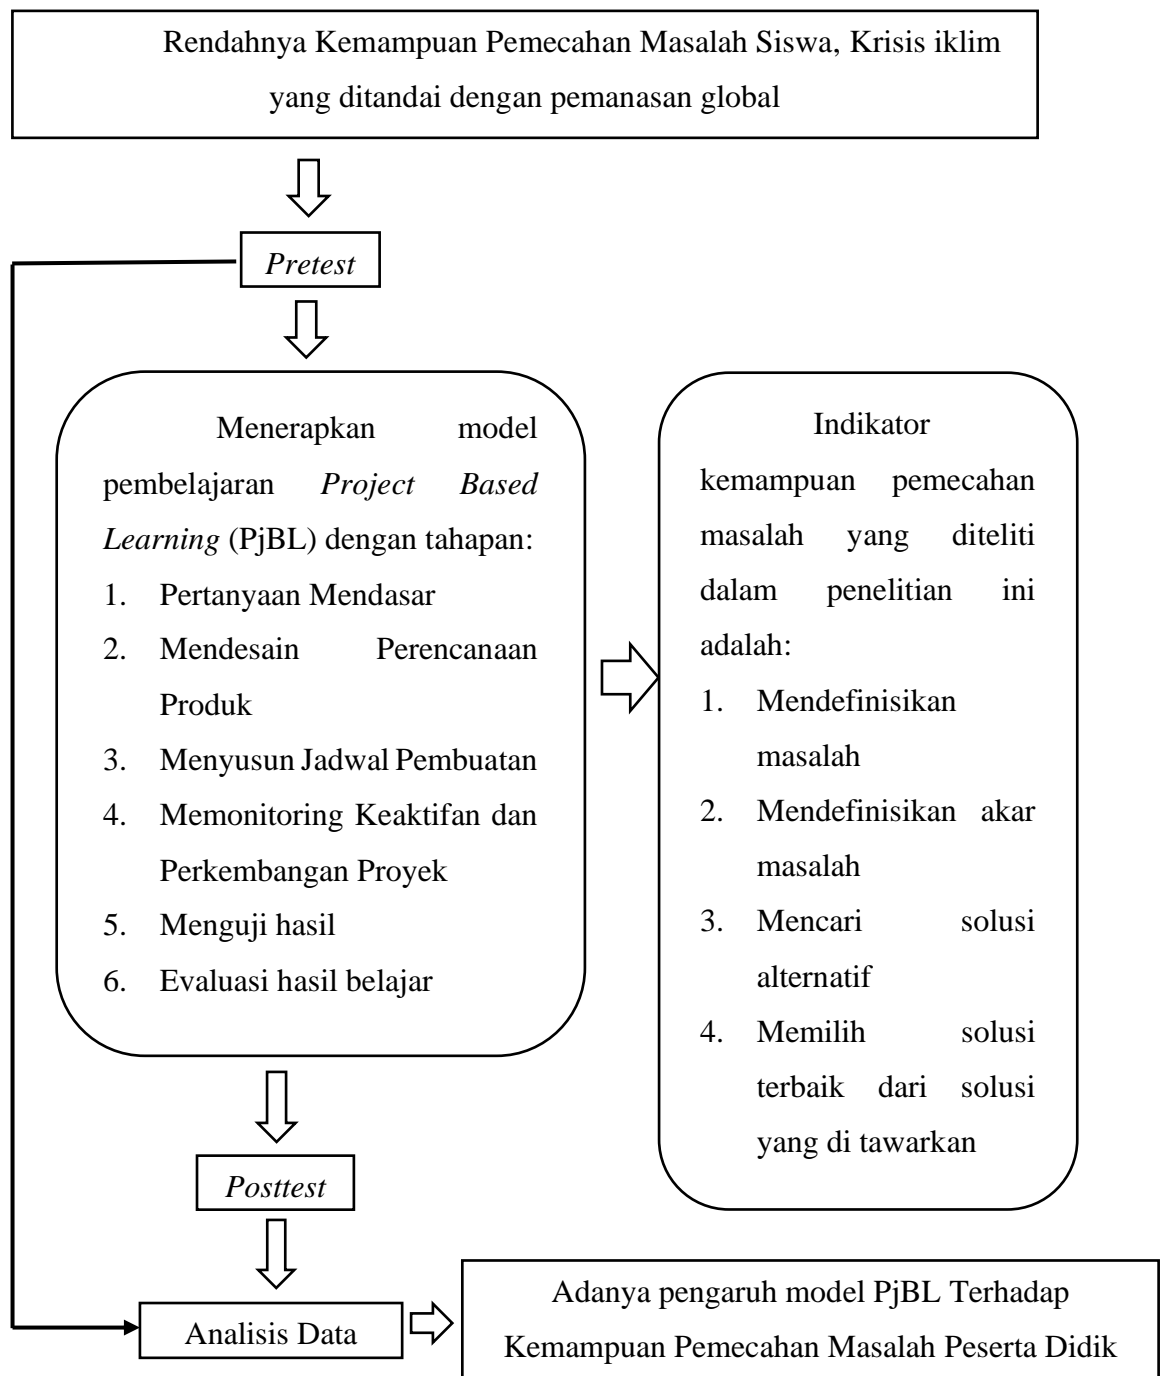 Rendahnya Kemampuan Pemecahan Masalah Siswa, Krisis iklim
yang ditandai dengan pemanasan global
Pretest
Menerapkan model
pembelajaran Project Based
Learning (PjBL) dengan tahapan:
1. Pertanyaan Mendasar
2. Mendesain Perencanaan
Produk
3. Menyusun Jadwal Pembuatan
4. Memonitoring Keaktifan dan
Perkembangan Proyek
5. Menguji hasil
6. Evaluasi hasil belajar
Indikator
kemampuan pemecahan
masalah yang diteliti
dalam penelitian ini
adalah:
1. Mendefinisikan
masalah
2. Mendefinisikan akar
masalah
3. Mencari solusi
alternatif
4. Memilih solusi
terbaik dari solusi
yang di tawarkan
Posttest
Analisis Data
Adanya pengaruh model PjBL Terhadap
Kemampuan Pemecahan Masalah Peserta Didik